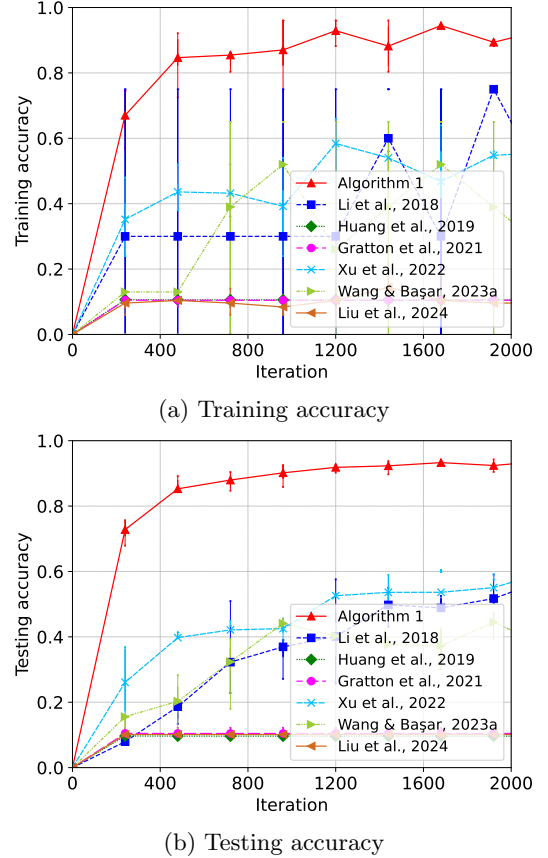 1.0
0.8
0.6
0.4
0.2
0.0
Training accuracy
Algorithm 1
Li et al., 2018
Huang et al., 2019
Gratton et al., 2021
Xu et al., 2022
Wang & Başar, 2023a
Liu et al., 2024
0 400 800 1200 1600 2000
Iteration
(a) Training accuracy
1.0
0.8
0.6
0.4
0.2
0.0
Testing accuracy
Algorithm 1
Li et al., 2018
Huang et al., 2019
Gratton et al., 2021
Xu et al., 2022
Wang & Başar, 2023a
Liu et al., 2024
0 400 800 1200 1600 2000
Iteration
(b) Testing accuracy